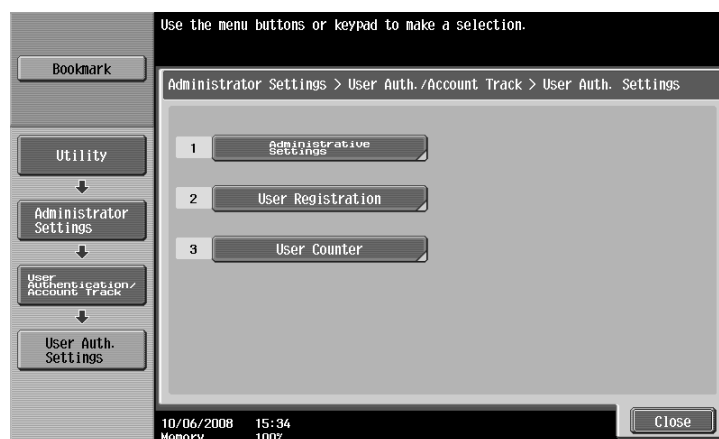 Use the menu buttons or keypad to make a selection.
Bookmark
Administrator Settings > User Auth./Account Track > User Auth. Settings
Utility
Administrator
Settings
User
Authentication/
Account Track
User Auth.
Settings
1 Administrative
Settings
2 User Registration
3 User Counter
10/06/2008 15:34
Memory 100%
Close